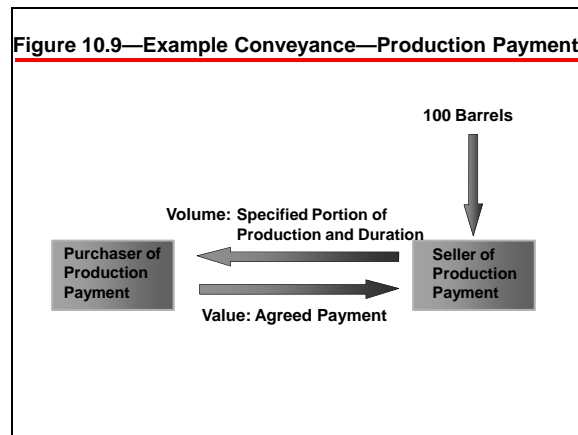 Figure 10.9—Example Conveyance—Production Payment
100 Barrels
Volume: Specified Portion of
Production and Duration
Purchaser of
Production
Payment
Seller of
Production
Payment
Value: Agreed Payment